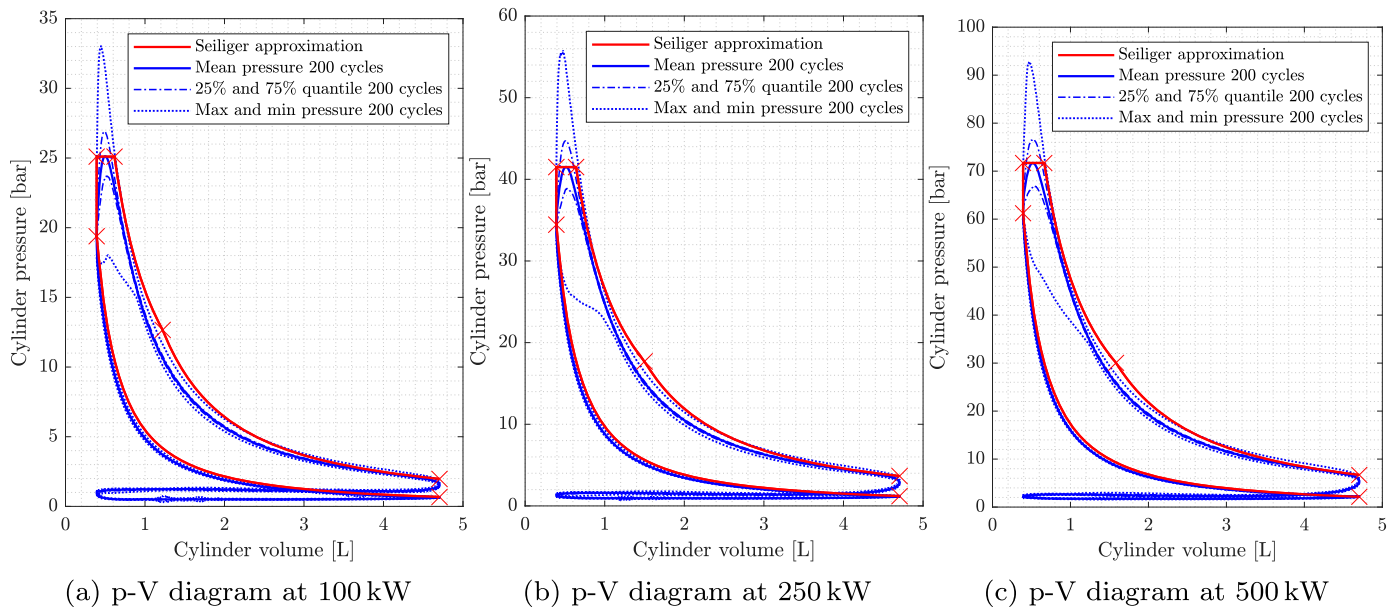 35
30
25
20
15
10
5
0
0
1
2
3
4
5
Cylinder pressure [bar]
Cylinder volume [L]
Seiliger approximation
Mean pressure 200 cycles
25% and 75% quantile 200 cycles
Max and min pressure 200 cycles
(a) p-V diagram at 100 kW
60
50
40
30
20
10
0
0
1
2
3
4
5
Cylinder pressure [bar]
Cylinder volume [L]
Seiliger approximation
Mean pressure 200 cycles
25% and 75% quantile 200 cycles
Max and min pressure 200 cycles
(b) p-V diagram at 250 kW
100
90
80
70
60
50
40
30
20
10
0
0
1
2
3
4
5
Cylinder pressure [bar]
Cylinder volume [L]
Seiliger approximation
Mean pressure 200 cycles
25% and 75% quantile 200 cycles
Max and min pressure 200 cycles
(c) p-V diagram at 500 kW